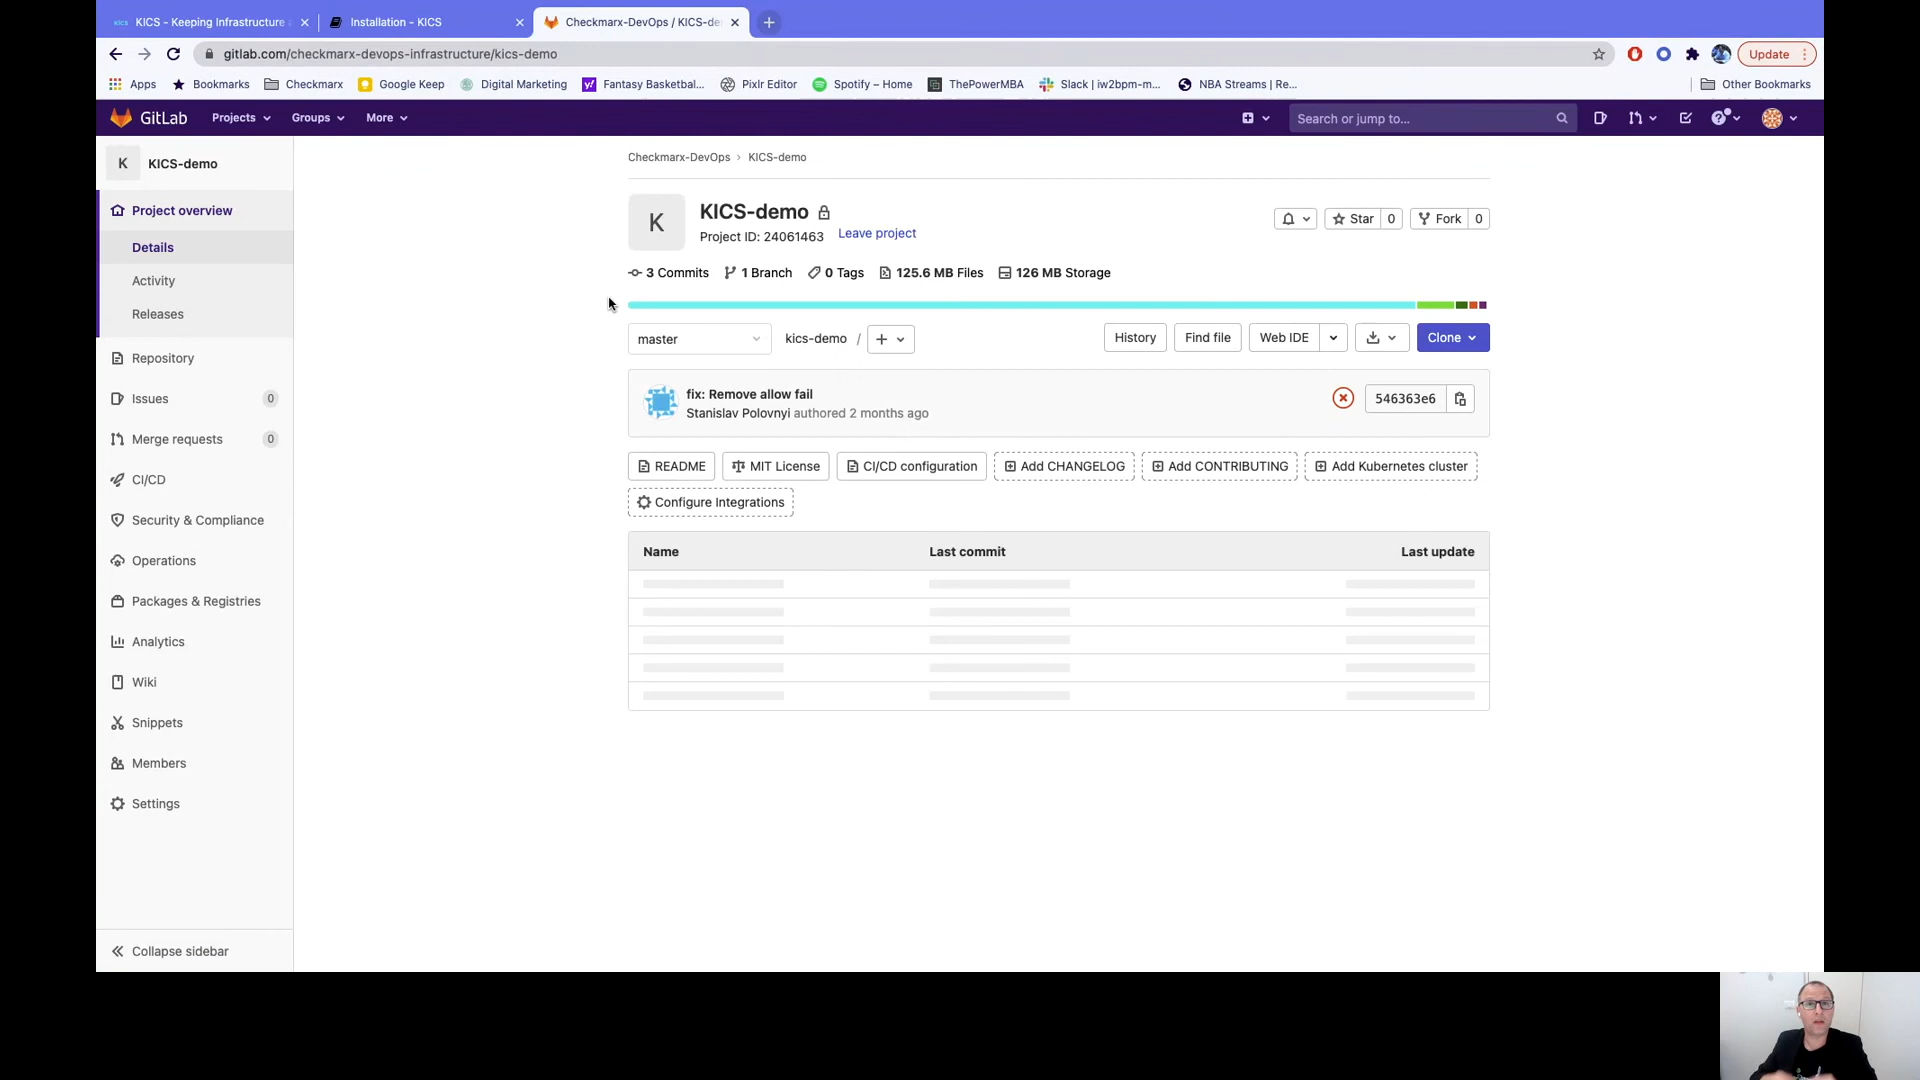 KICS - Keeping Infrastructure
Installation - KICS
Checkmarx-DevOps / KICS-de
gitlab.com/checkmarx-devops-infrastructure/kics-demo
Update
Apps
Bookmarks
Checkmarx
Google Keep
Digital Marketing
Fantasy Basketbal...
Pixlr Editor
Spotify – Home
ThePowerMBA
Slack | iw2bpm-m...
NBA Streams | Re...
Other Bookmarks
GitLab
Projects
Groups
More
Search or jump to...
K
KICS-demo
Project overview
Details
Activity
Releases
Repository
Issues 0
Merge requests 0
CI/CD
Security & Compliance
Operations
Packages & Registries
Analytics
Wiki
Snippets
Members
Settings
Collapse sidebar
Checkmarx-DevOps › KICS-demo
K
KICS-demo
Project ID: 24061463 Leave project
Star 0
Fork 0
3 Commits 1 Branch 0 Tags 125.6 MB Files 126 MB Storage
master
kics-demo /
History
Find file
Web IDE
Clone
fix: Remove allow fail
Stanislav Polovnyi authored 2 months ago
546363e6
README
MIT License
CI/CD configuration
Add CHANGELOG
Add CONTRIBUTING
Add Kubernetes cluster
Configure Integrations
Name Last commit Last update